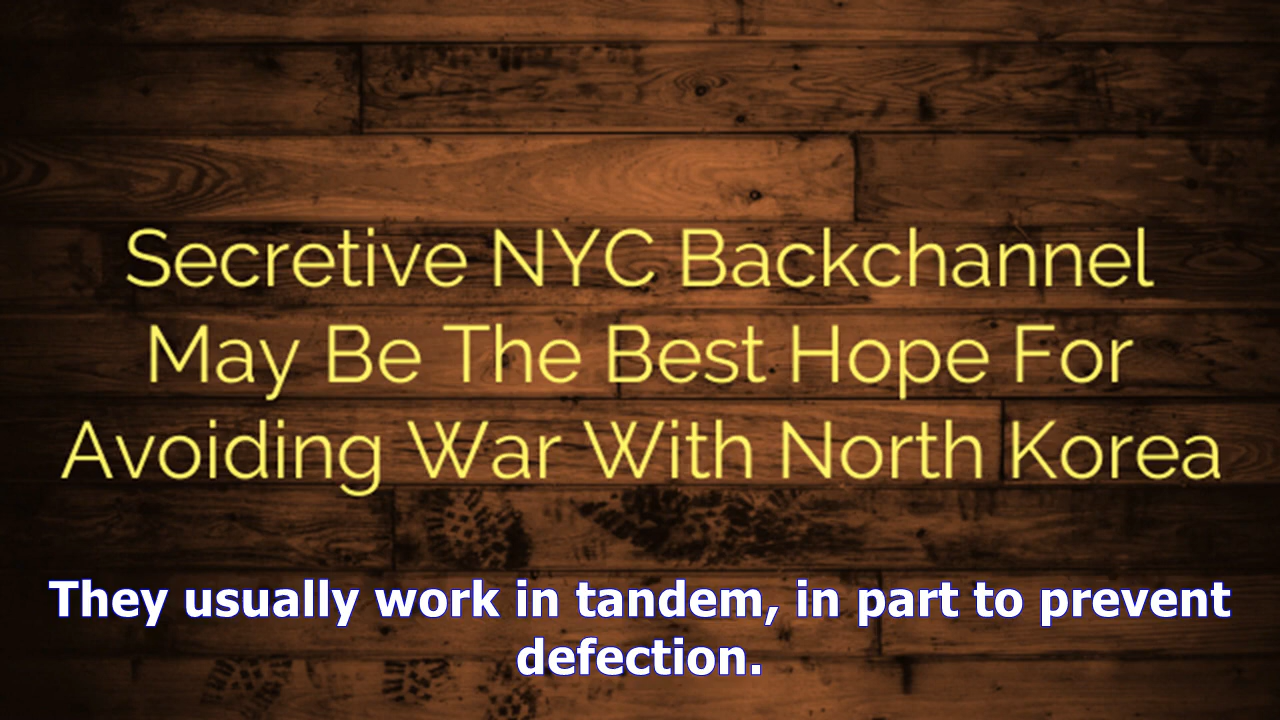 Secretive NYC Backchannel
May Be The Best Hope For
Avoiding War With North Korea
They usually work in tandem, in part to prevent
defection.